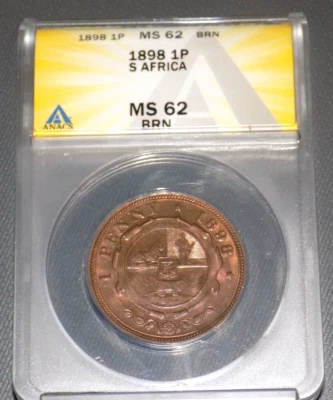 1898 1P MS 62 BRN
1898 1P
S AFRICA
MS 62
BRN
ANACS
1 PENNY 1898